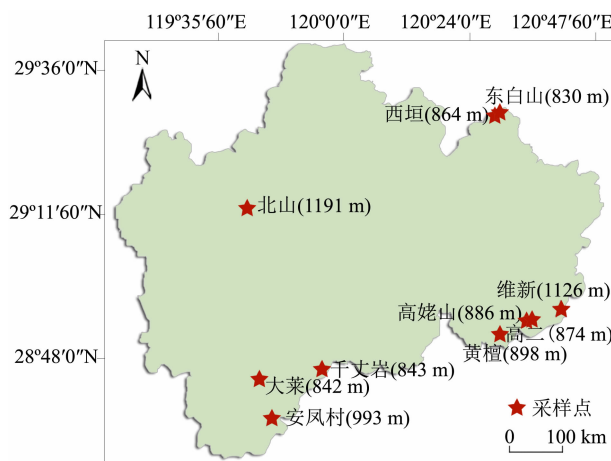 119º35′60″E
120º00′″E
120º24′0″E
120º47′60″E
29º36′0″N
N
东白山(830 m)
西垣(864 m)
北山(1191 m)
29º11′60″N
维新(1126 m)
高姥山(886 m)
高二(874 m)
黄檀(898 m)
28º48′0″N
千丈岩(843 m)
大莱(842 m)
安凤村(993 m)
采样点
0 100 km